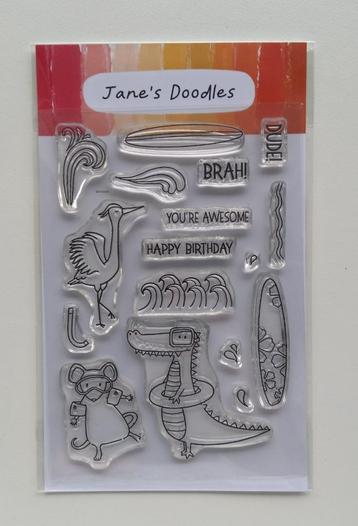 Jane's Doodles
DUDE!
BRAH!
YOU'RE AWESOME
HAPPY BIRTHDAY